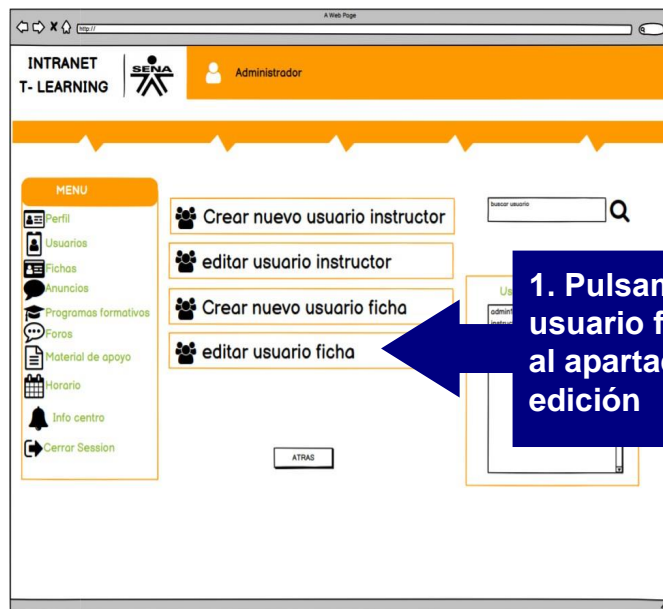 A Web Page
http://
INTRANET
T- LEARNING
SENA
Administrador
MENU
Perfil
Usuarios
Fichas
Anuncios
Programas formativos
Foros
Material de apoyo
Horario
Info centro
Cerrar Session
Crear nuevo usuario instructor
editar usuario instructor
Crear nuevo usuario ficha
editar usuario ficha
ATRAS
buscar usuario
Us
1. Pulsan
usuario f
al aparta
edición